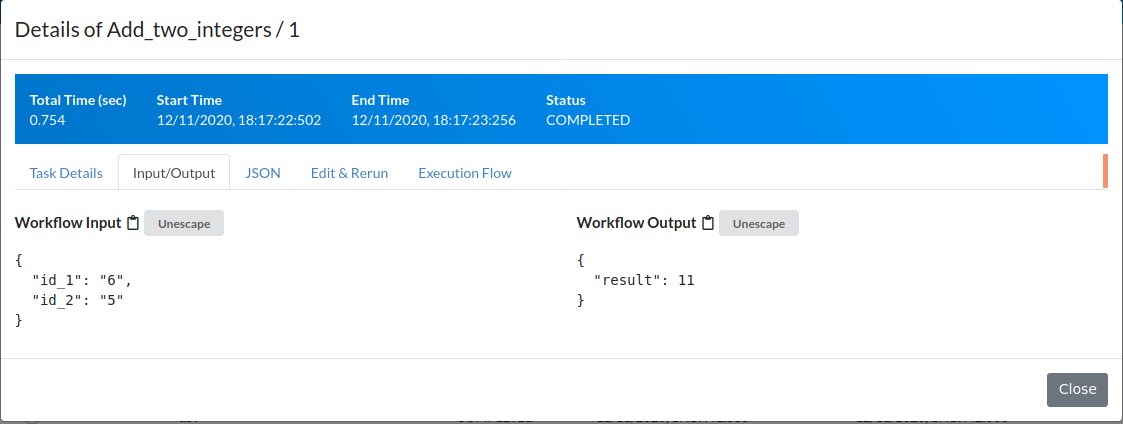 Details of Add_two_integers / 1
Total Time (sec) Start Time End Time Status
0.754 12/11/2020, 18:17:22:502 12/11/2020, 18:17:23:256 COMPLETED
Task Details Input/Output JSON Edit & Rerun Execution Flow
Workflow Input Unescape Workflow Output Unescape
{ {
"id_1": "6", "result": 11
"id_2": "5" }
}
Close